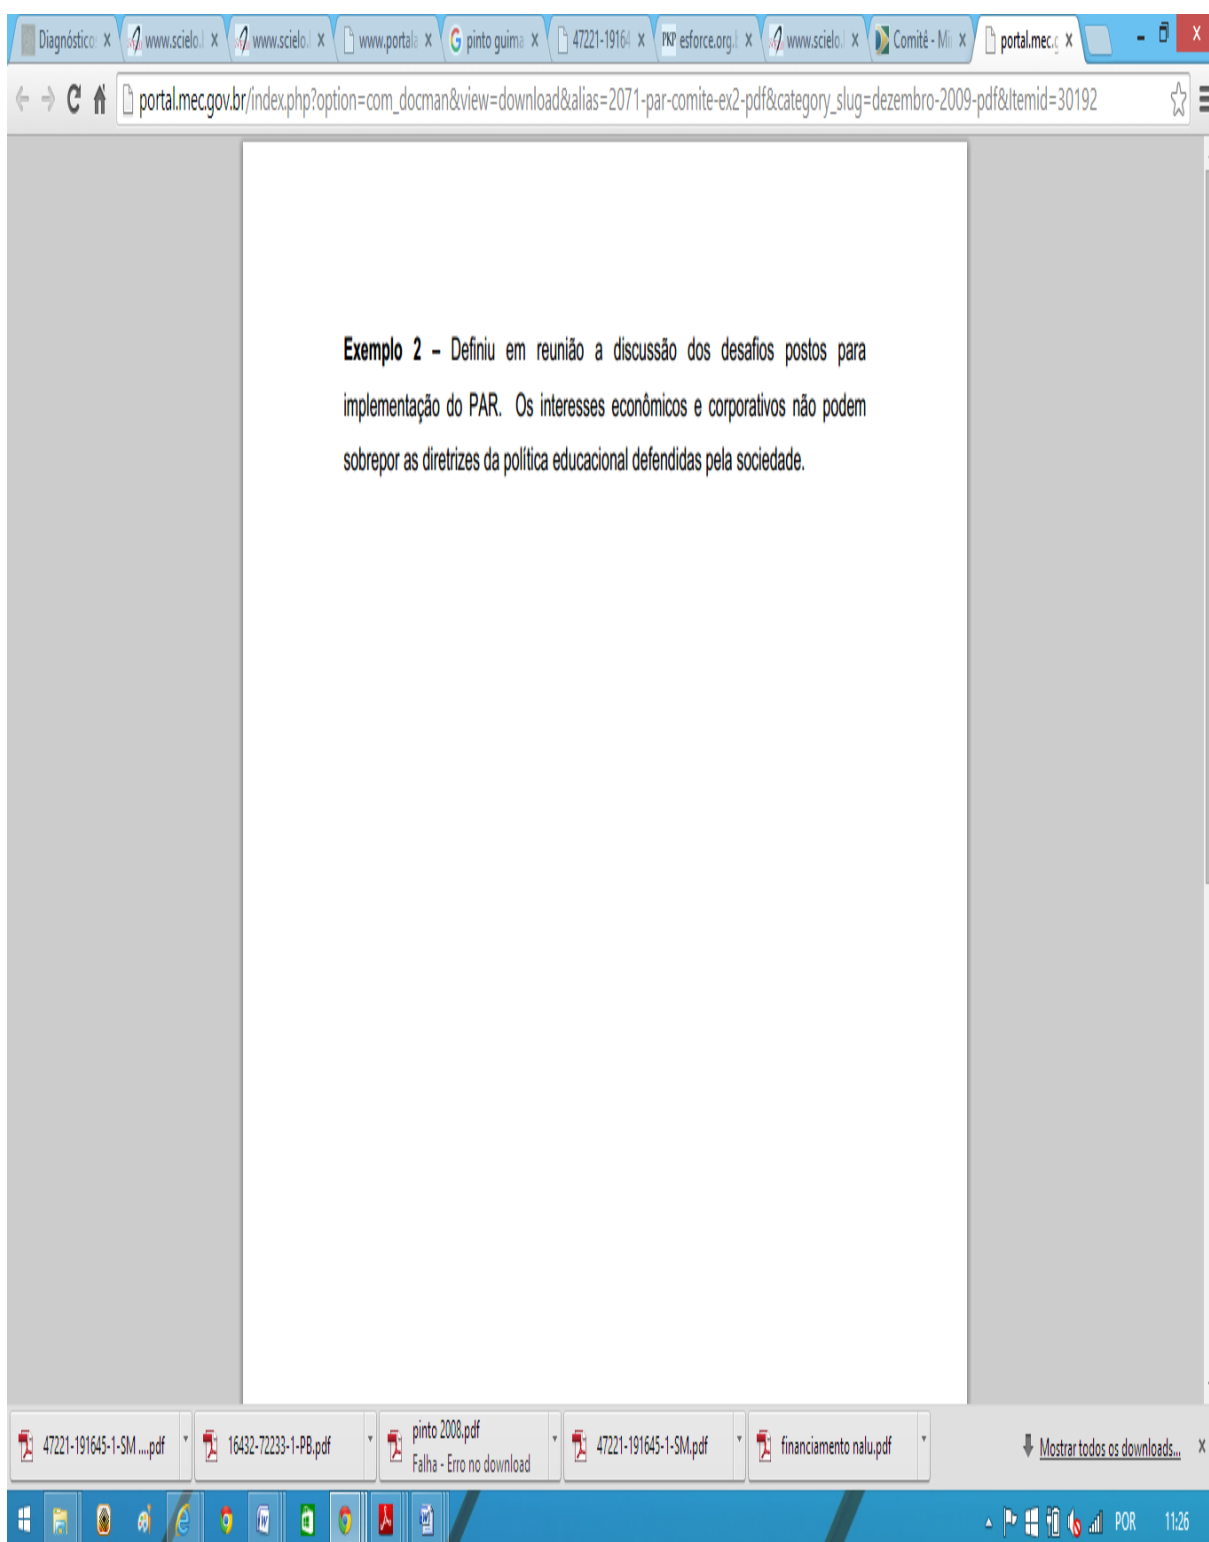 Diagnóstico:
www.scielo.
www.scielo.
www.portala
pinto guima
47221-1916
PKP esforce.org.
www.scielo.
Comitê - Mi
portal.mec.g
portal.mec.gov.br/index.php?option=com_docman&view=download&alias=2071-par-comite-ex2-pdf&category_slug=dezembro-2009-pdf&Itemid=30192
Exemplo 2 – Definiu em reunião a discussão dos desafios postos para
implementação do PAR. Os interesses econômicos e corporativos não podem
sobrepor as diretrizes da política educacional defendidas pela sociedade.
47221-191645-1-SM ....pdf
16432-72233-1-PB.pdf
pinto 2008.pdf
Falha - Erro no download
47221-191645-1-SM.pdf
financiamento nalu.pdf
Mostrar todos os downloads...
POR
11:26